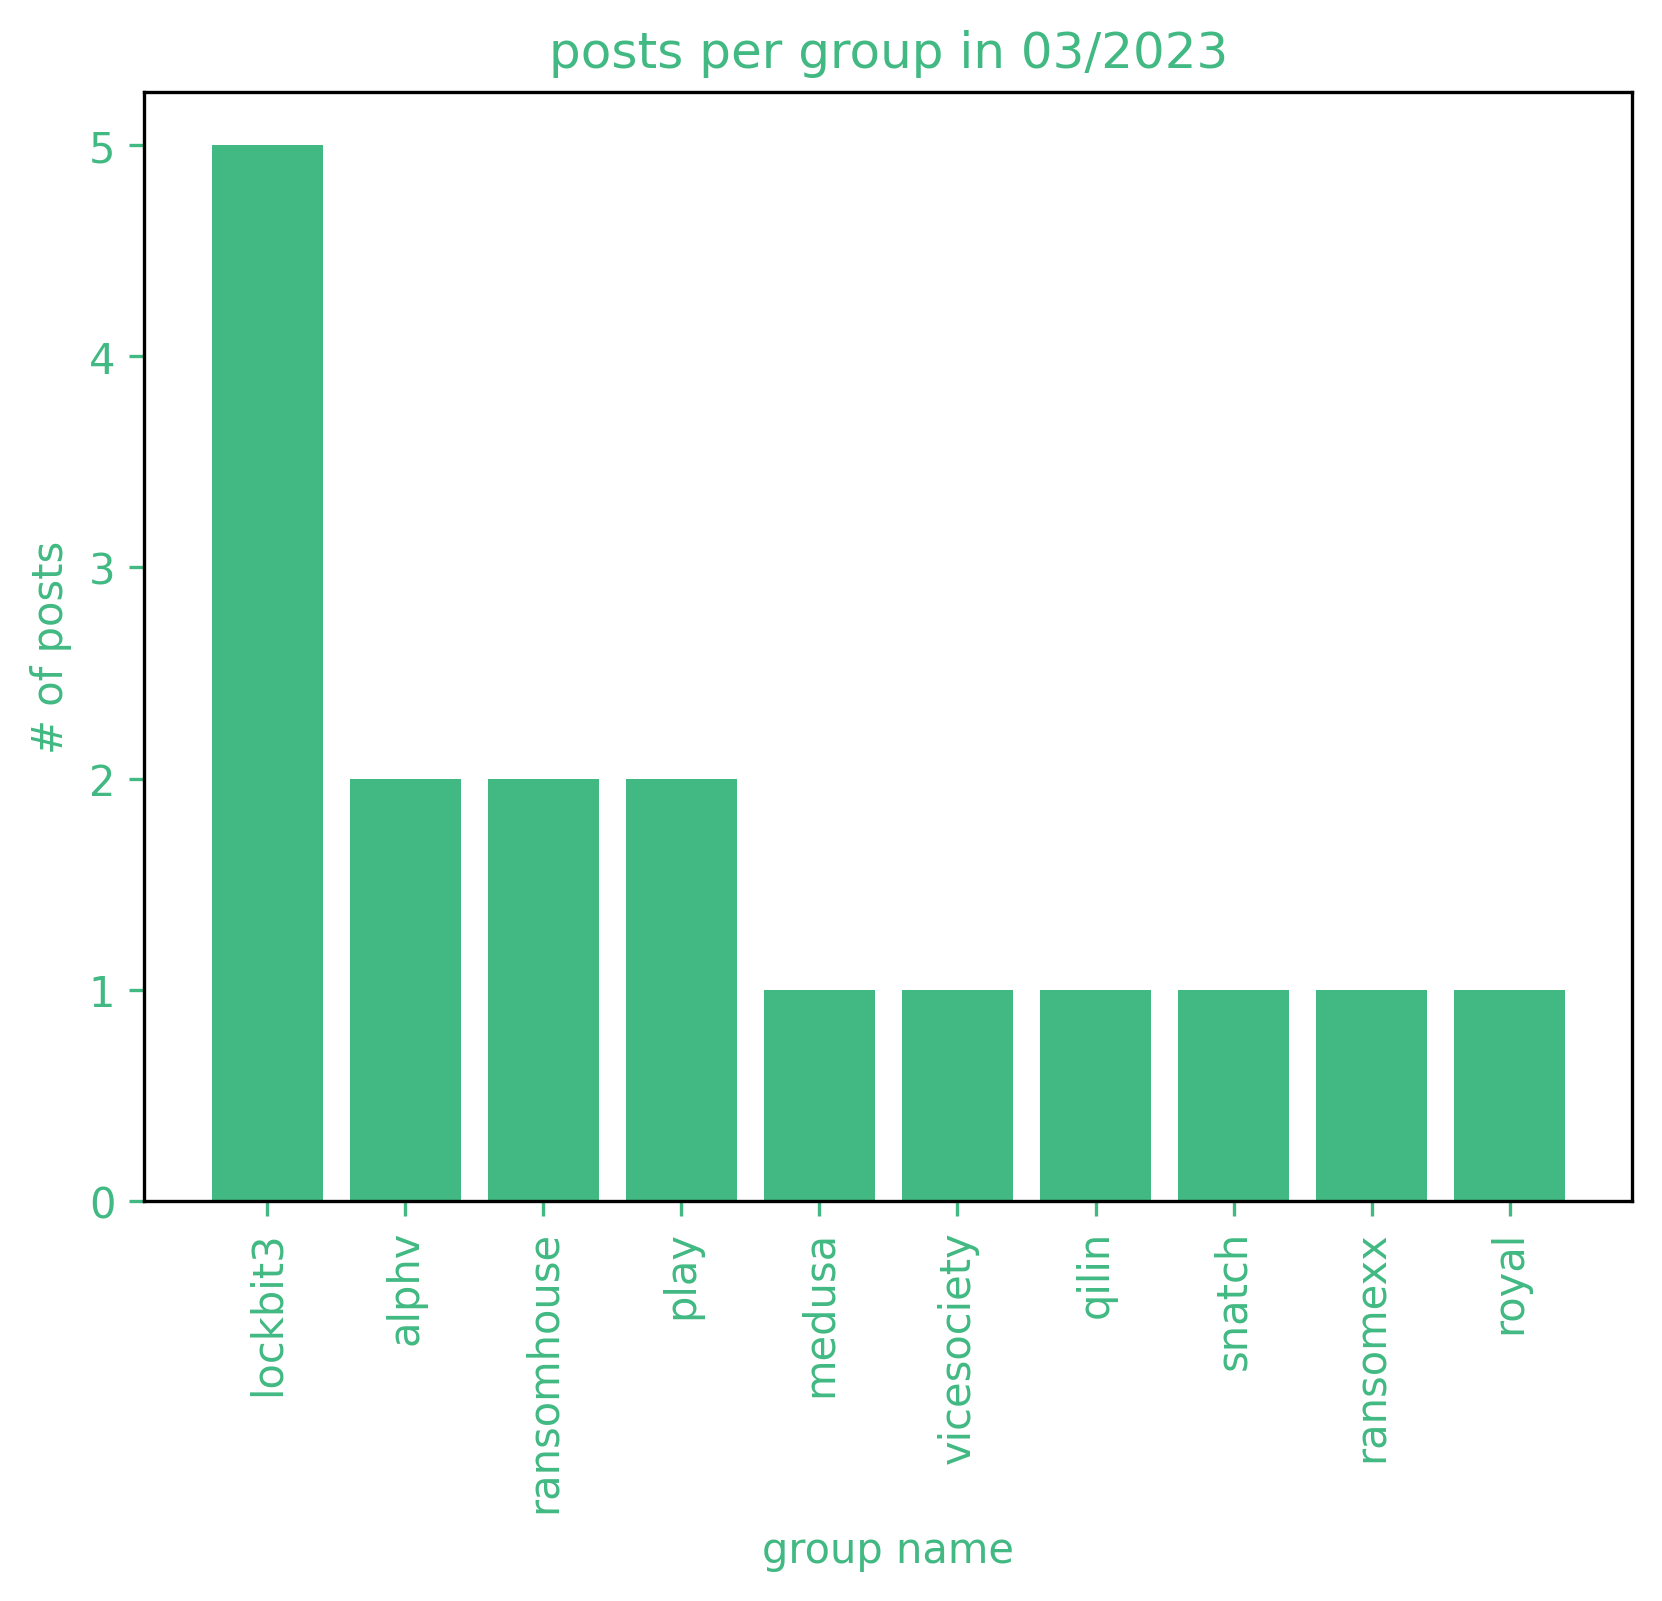 posts per group in 03/2023
# of posts
5
4
3
2
1
0
lockbit3
alphv
ransomhouse
play
medusa
vicesociety
qilin
snatch
ransomexx
royal
group name